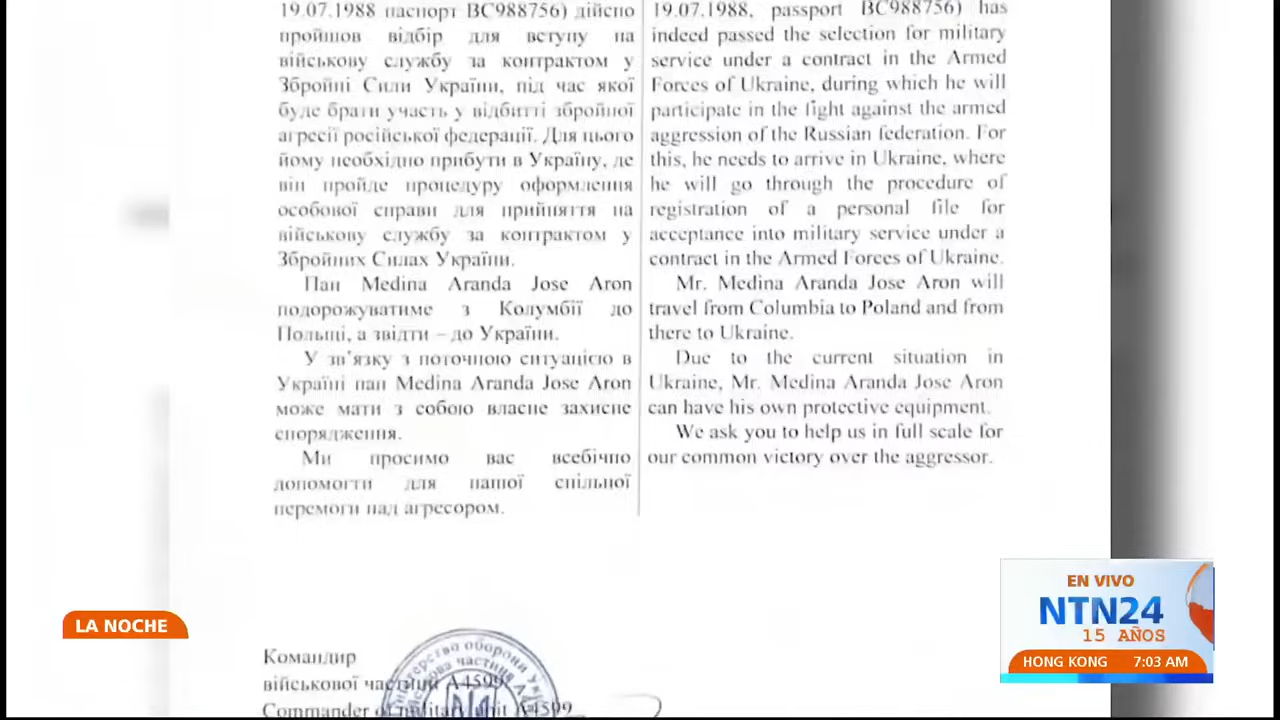 19.07.1988 паспорт BC988756) дійсно
пройшов відбір для вступу на
військову службу за контрактом у
Збройні Сили України, під час якої
буде брати участь у відбитті збройної
агресії російської федерації. Для цього
йому необхідно прибути в Україну, де
він пройде процедуру оформлення
особової справи для прийняття на
військову службу за контрактом у
Збройних Силах України.
Пан Medina Aranda Jose Aron
подорожуватиме з Колумбії до
Польщі, а звідти – до України.
У зв'язку з поточною ситуацією в
Україні пан Medina Aranda Jose Aron
може мати з собою власне захисне
спорядження.
Ми просимо вас всебічно
допомогти для нашої спільної
перемоги над агресором.
19.07.1988, passport BC988756) has
indeed passed the selection for military
service under a contract in the Armed
Forces of Ukraine, during which he will
participate in the fight against the armed
aggression of the Russian federation. For
this, he needs to arrive in Ukraine, where
he will go through the procedure of
registration of a personal file for
acceptance into military service under a
contract in the Armed Forces of Ukraine.
Mr. Medina Aranda Jose Aron will
travel from Columbia to Poland and from
there to Ukraine.
Due to the current situation in
Ukraine, Mr. Medina Aranda Jose Aron
can have his own protective equipment.
We ask you to help us in full scale for
our common victory over the aggressor.
Командир
військової частини А4599
Commander of military unit A4599
LA NOCHE
EN VIVO
NTN24
15 AÑOS
HONG KONG 7:03 AM